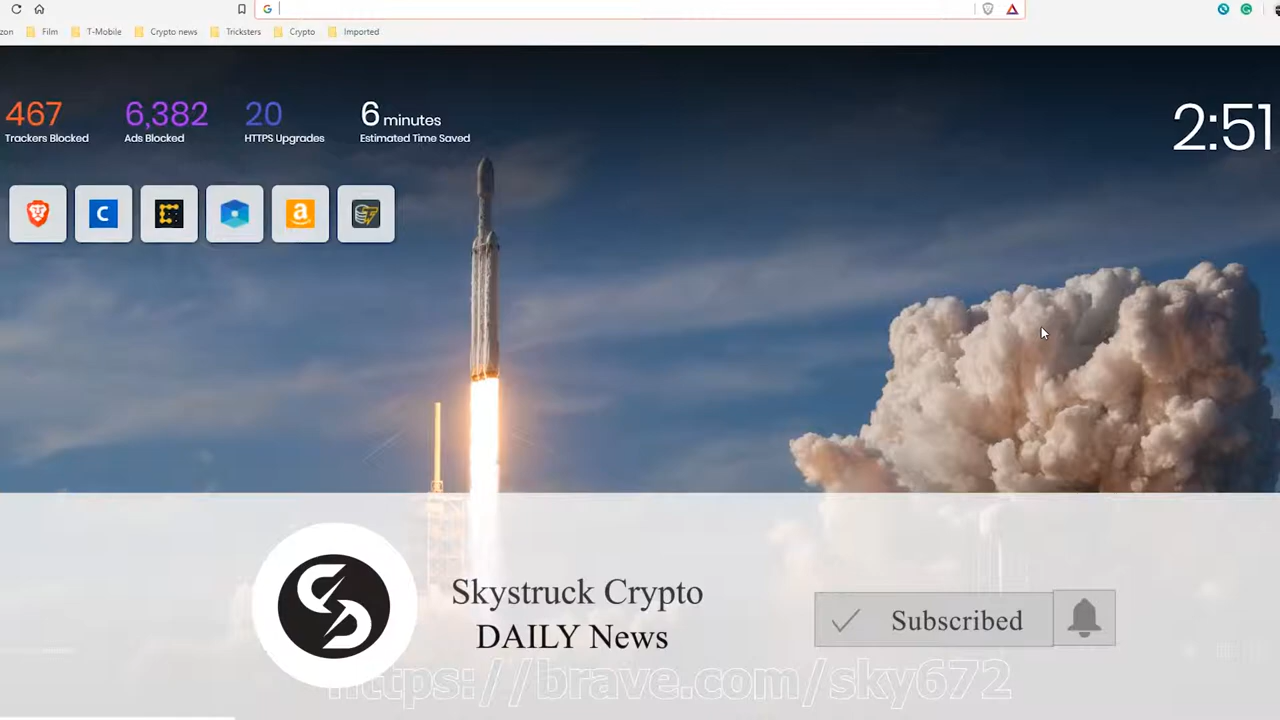 zon
Film
T-Mobile
Crypto news
Tricksters
Crypto
Imported
467
Trackers Blocked
6,382
Ads Blocked
20
HTTPS Upgrades
6 minutes
Estimated Time Saved
2:51
C
a
Skystruck Crypto
DAILY News
Subscribed
https://brave.com/sky672